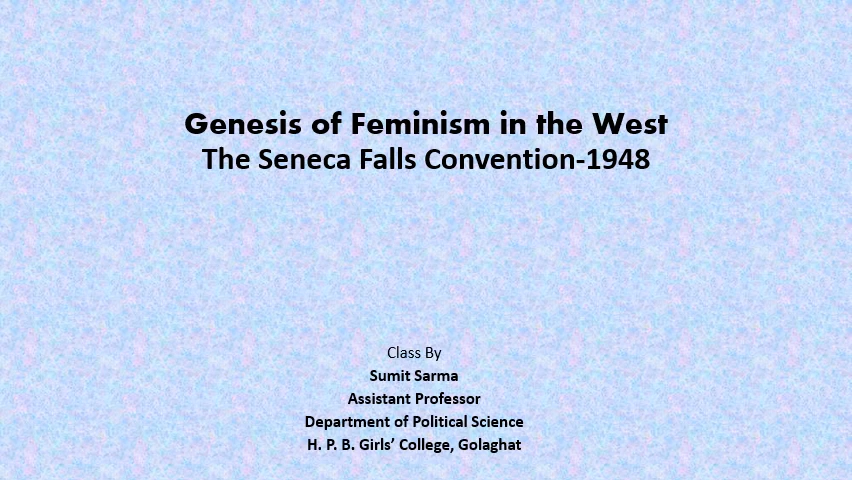 Genesis of Feminism in the West
The Seneca Falls Convention-1948
Class By
Sumit Sarma
Assistant Professor
Department of Political Science
H. P. B. Girls’ College, Golaghat